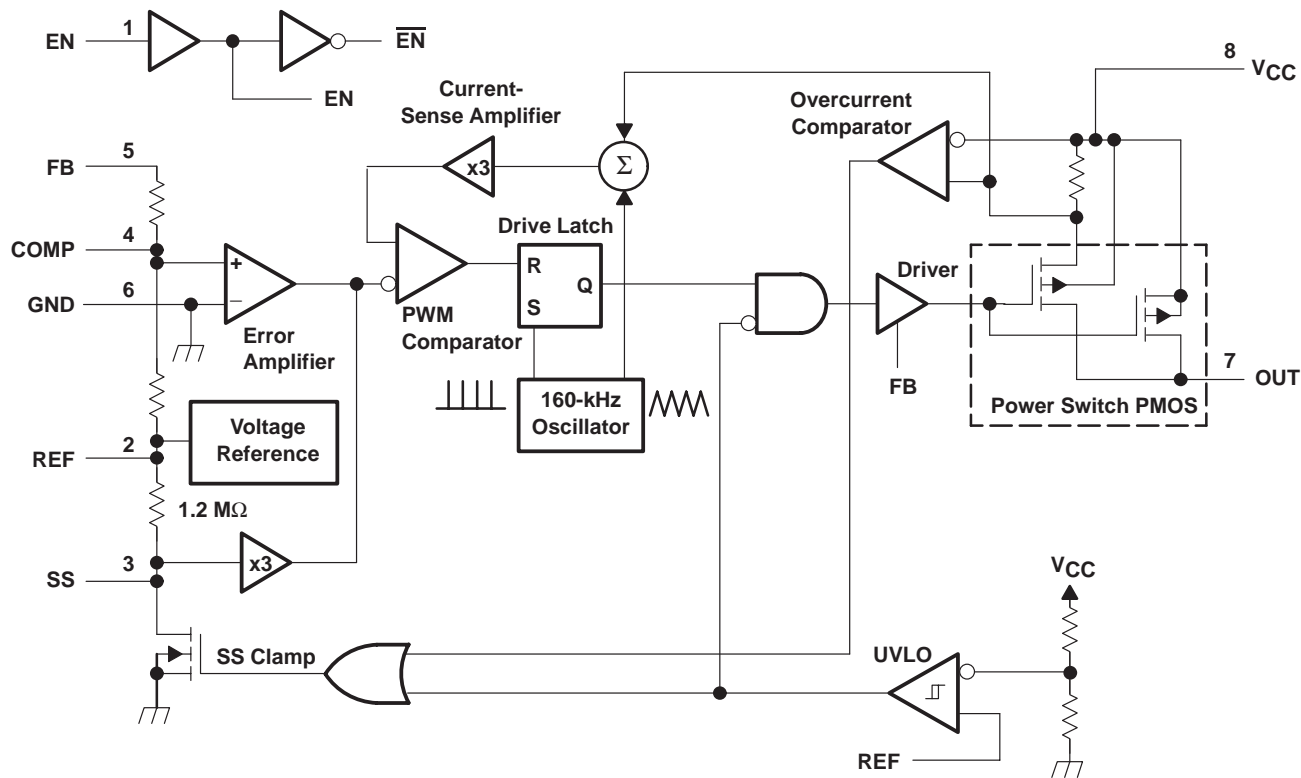 EN
1
EN
EN
8
VCC
Current-
Sense Amplifier
Overcurrent
Comparator
5
FB
x3
Σ
4
COMP
Drive Latch
+
R
6
GND
–
S
Q
Driver
Error
Amplifier
PWM
Comparator
FB
7
OUT
160-kHz
Oscillator
Power Switch PMOS
Voltage
Reference
2
REF
1.2 MΩ
3
SS
x3
VCC
SS Clamp
UVLO
REF